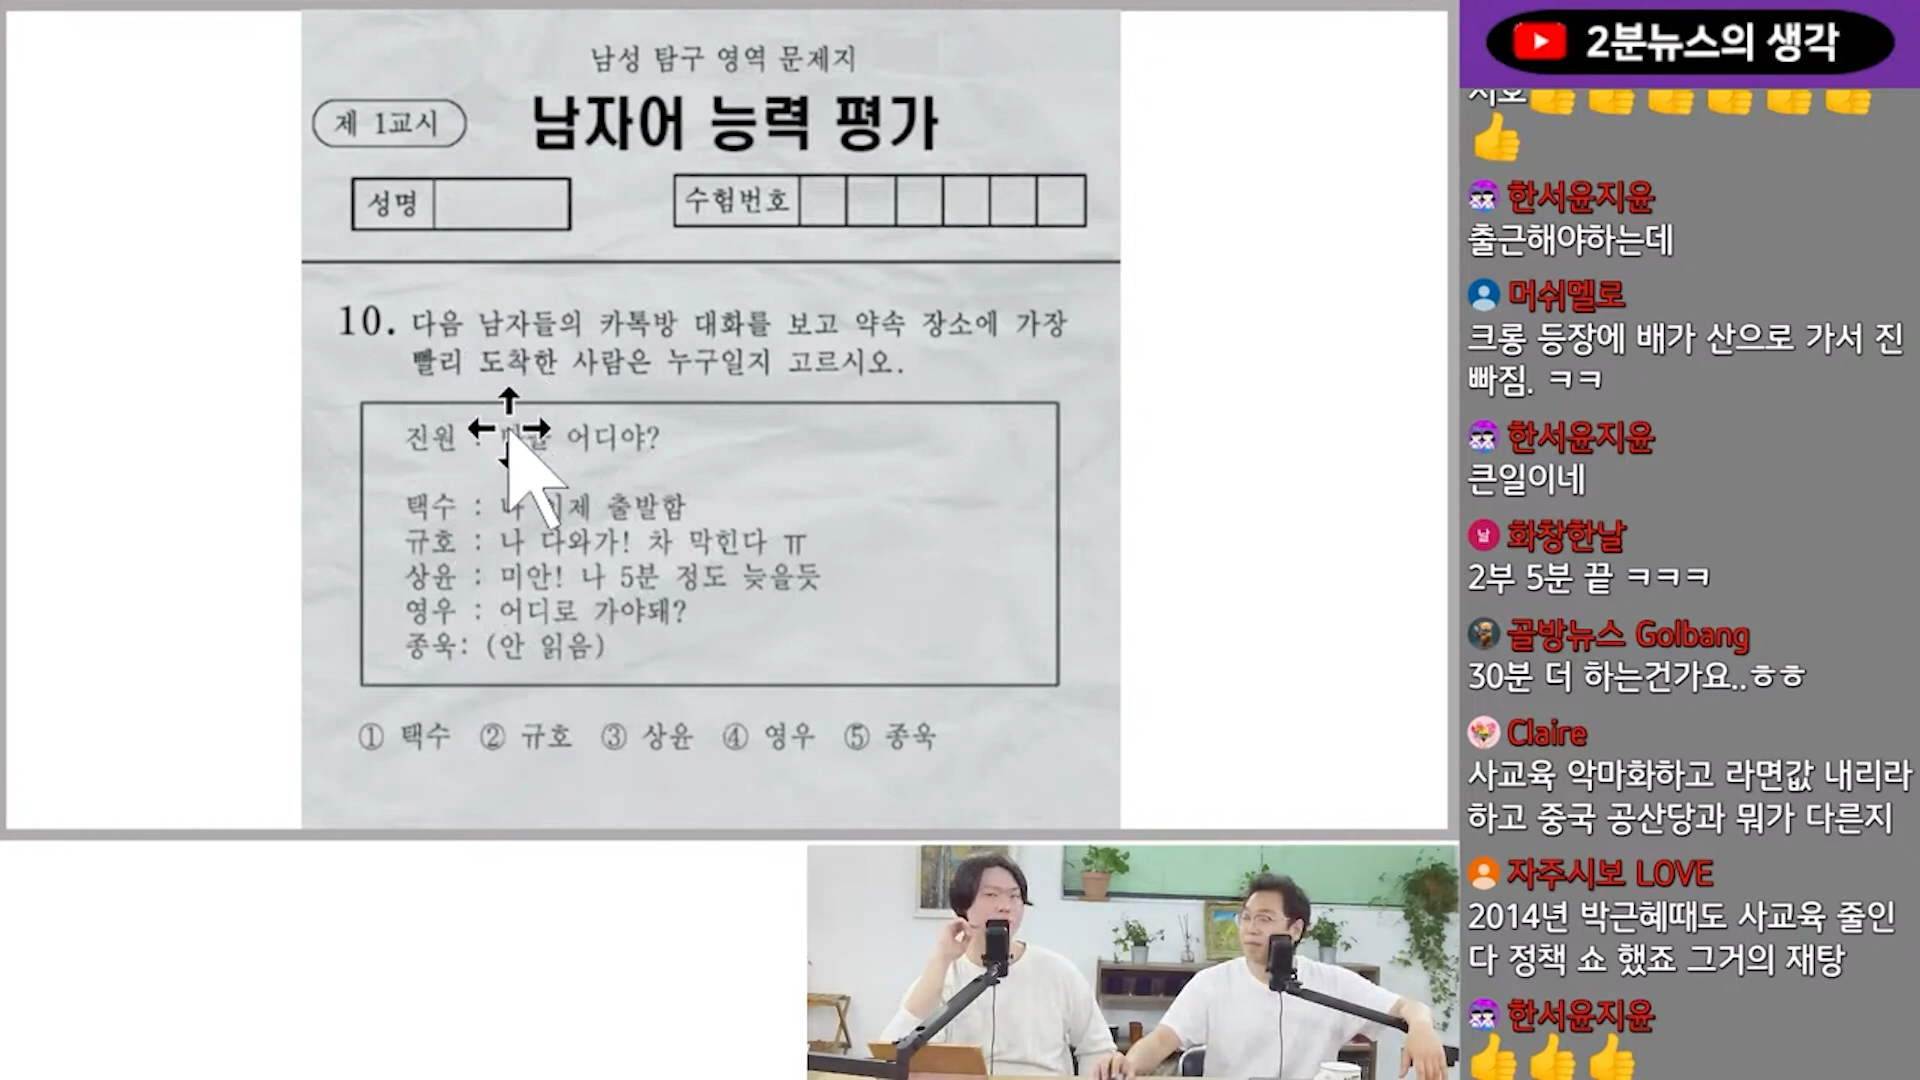 남성 탐구 영역 문제지
제 1교시
남자어 능력 평가
성명
수험번호
10. 다음 남자들의 카톡방 대화를 보고 약속 장소에 가장
빨리 도착한 사람은 누구일지 고르시오.
진원 : 어디야?
택수 : 나 이제 출발함
규호 : 나 다와가! 차 막힌다 ㅠ
상윤 : 미안! 나 5분 정도 늦을듯
영우 : 어디로 가야돼?
종욱: (안 읽음)
① 택수 ② 규호 ③ 상윤 ④ 영우 ⑤ 종욱
2분뉴스의 생각
한서윤지윤
출근해야하는데
머쉬멜로
크롱 등장에 배가 산으로 가서 진
빠짐. ㅋㅋ
한서윤지윤
큰일이네
날 화창한날
2부 5분 끝 ㅋㅋㅋ
골방뉴스 Golbang
30분 더 하는건가요..ㅎㅎ
Claire
사교육 악마화하고 라면값 내리라
하고 중국 공산당과 뭐가 다른지
자주시보 LOVE
2014년 박근혜때도 사교육 줄인
다 정책 쇼 했죠 그거의 재탕
한서윤지윤